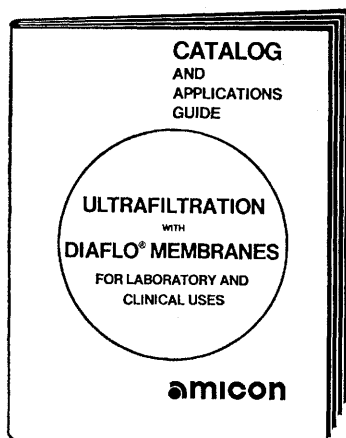 CATALOG
AND
APPLICATIONS
GUIDE
ULTRAFILTRATION
WITH
DIAFLO® MEMBRANES
FOR LABORATORY AND
CLINICAL USES
amicon